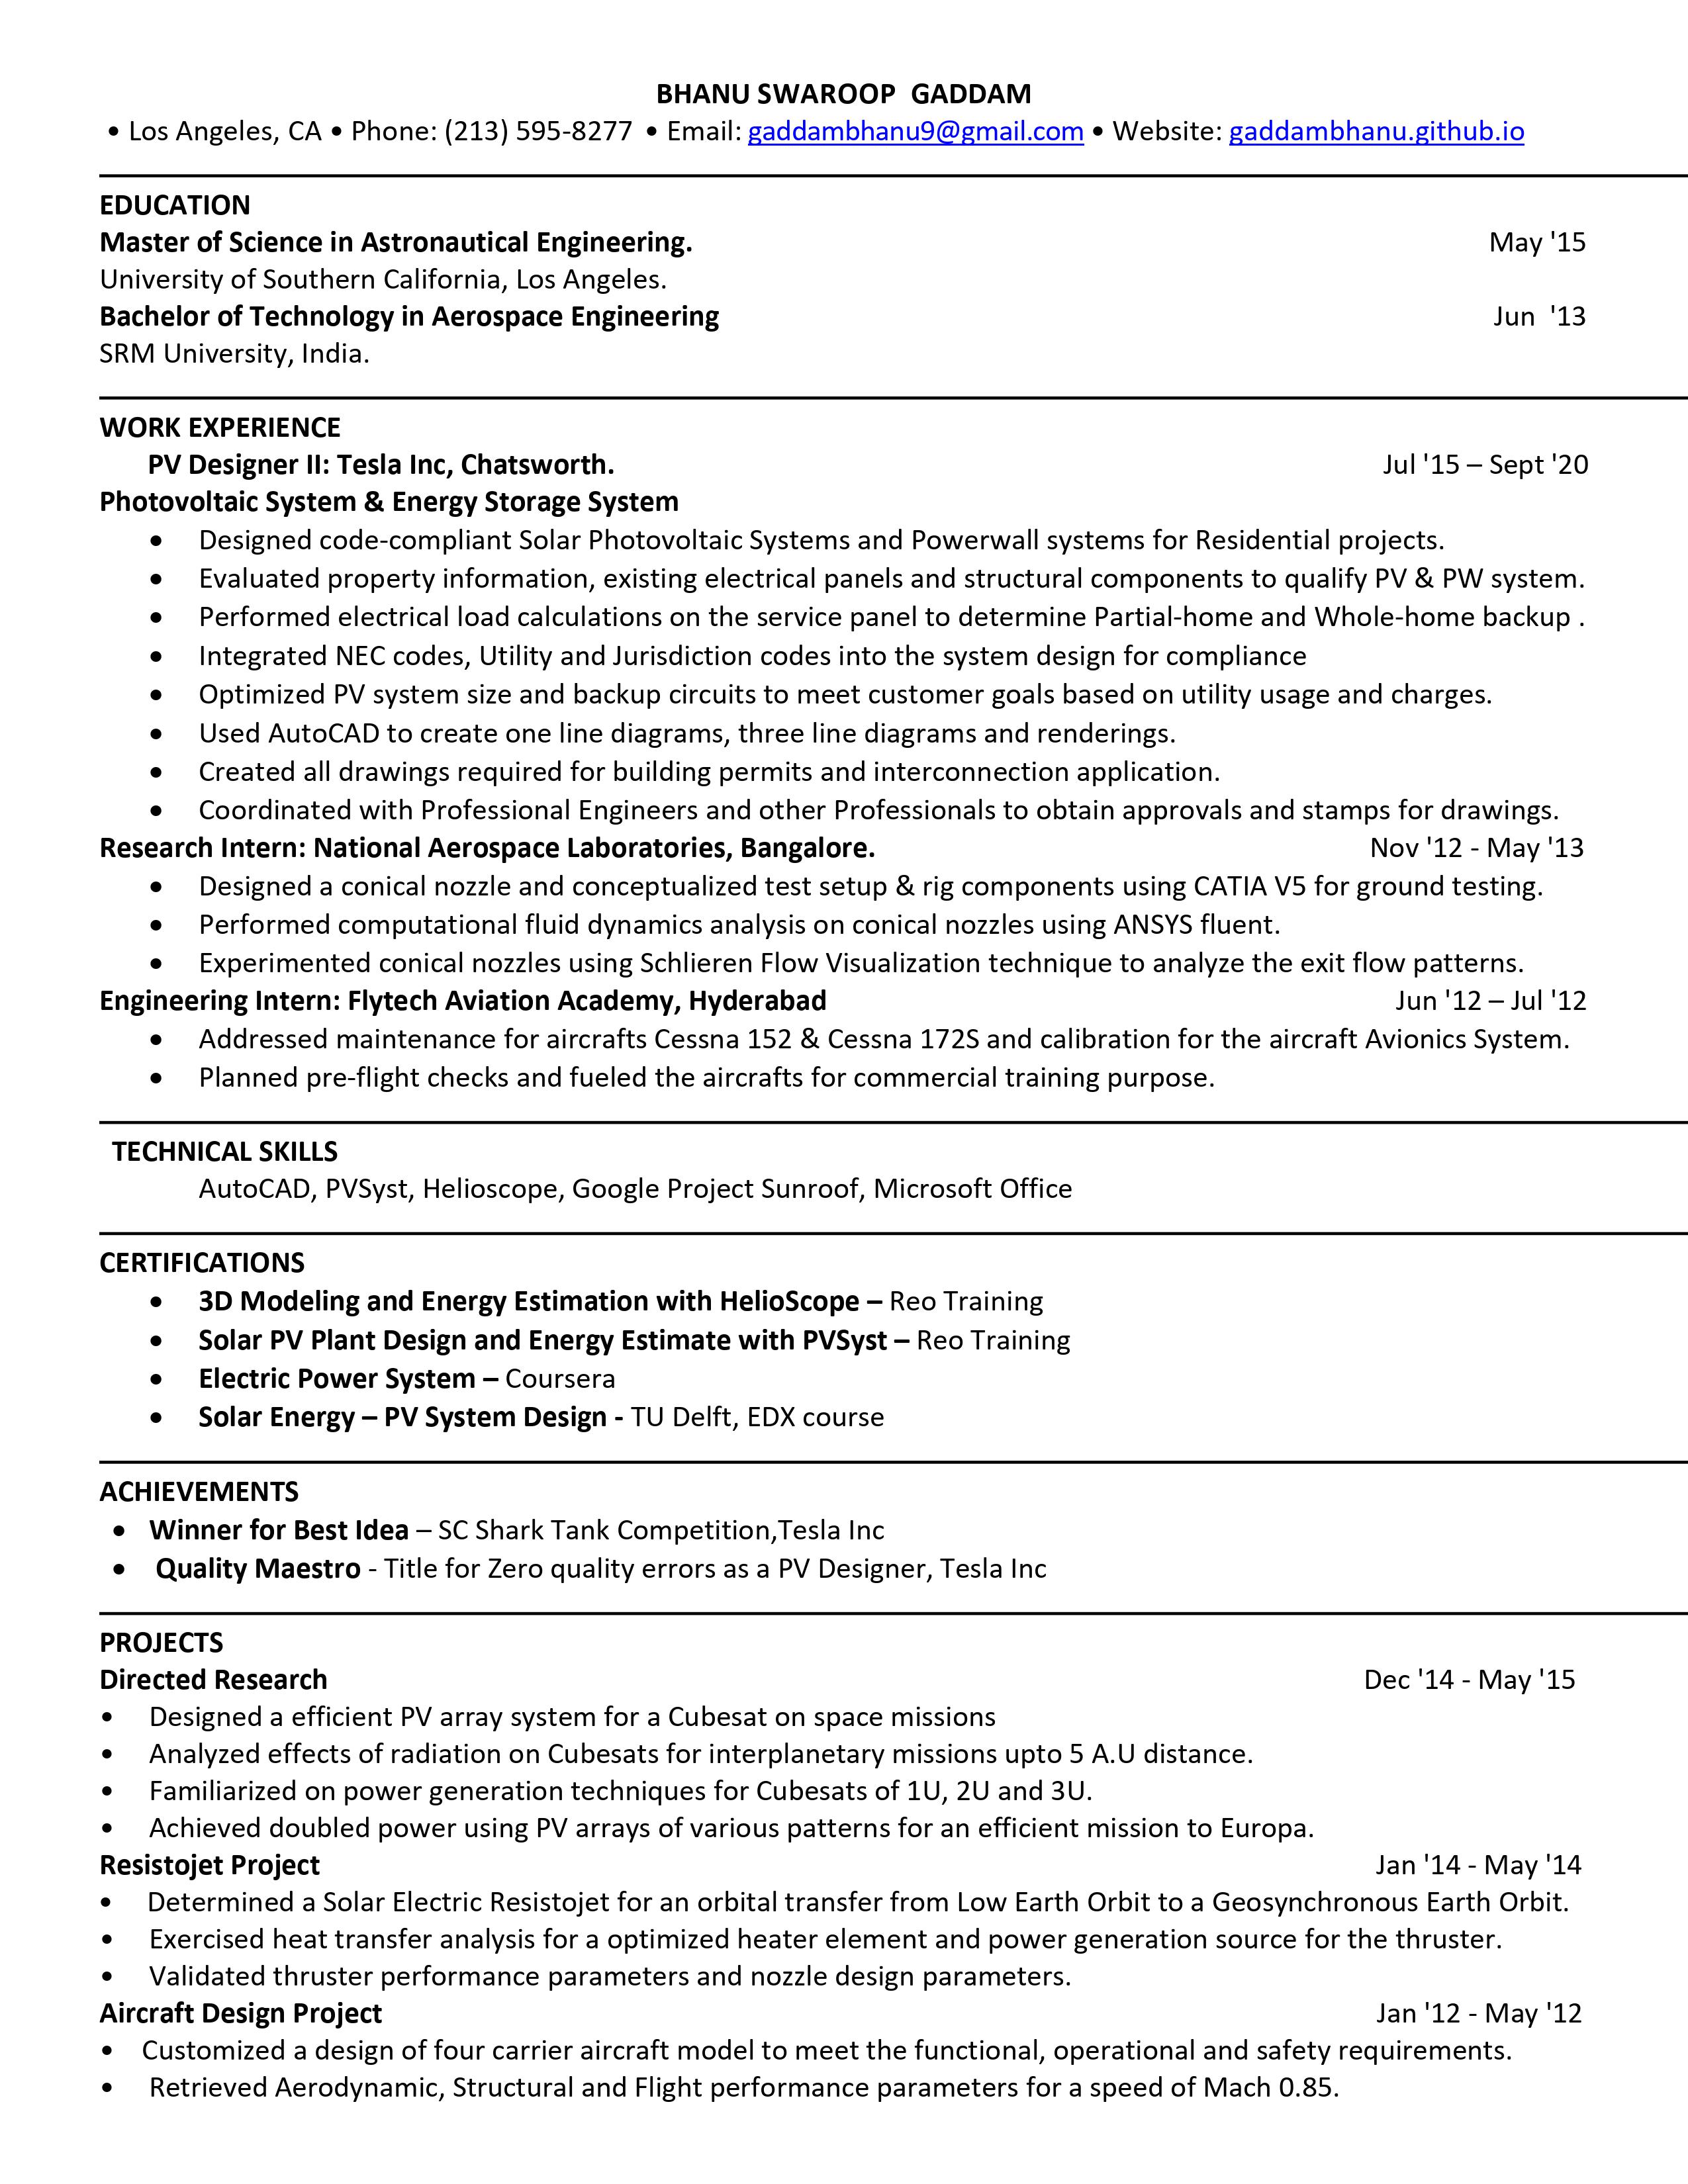 BHANU SWAROOP GADDAM
• Los Angeles, CA • Phone: (213) 595-8277 • Email: gaddambhanu9@gmail.com • Website: gaddambhanu.github.io
EDUCATION
Master of Science in Astronautical Engineering. May '15
University of Southern California, Los Angeles.
Bachelor of Technology in Aerospace Engineering Jun '13
SRM University, India.
WORK EXPERIENCE
PV Designer II: Tesla Inc, Chatsworth. Jul '15 – Sept '20
Photovoltaic System & Energy Storage System
• Designed code-compliant Solar Photovoltaic Systems and Powerwall systems for Residential projects.
• Evaluated property information, existing electrical panels and structural components to qualify PV & PW system.
• Performed electrical load calculations on the service panel to determine Partial-home and Whole-home backup .
• Integrated NEC codes, Utility and Jurisdiction codes into the system design for compliance
• Optimized PV system size and backup circuits to meet customer goals based on utility usage and charges.
• Used AutoCAD to create one line diagrams, three line diagrams and renderings.
• Created all drawings required for building permits and interconnection application.
• Coordinated with Professional Engineers and other Professionals to obtain approvals and stamps for drawings.
Research Intern: National Aerospace Laboratories, Bangalore. Nov '12 - May '13
• Designed a conical nozzle and conceptualized test setup & rig components using CATIA V5 for ground testing.
• Performed computational fluid dynamics analysis on conical nozzles using ANSYS fluent.
• Experimented conical nozzles using Schlieren Flow Visualization technique to analyze the exit flow patterns.
Engineering Intern: Flytech Aviation Academy, Hyderabad Jun '12 – Jul '12
• Addressed maintenance for aircrafts Cessna 152 & Cessna 172S and calibration for the aircraft Avionics System.
• Planned pre-flight checks and fueled the aircrafts for commercial training purpose.
TECHNICAL SKILLS
AutoCAD, PVSyst, Helioscope, Google Project Sunroof, Microsoft Office
CERTIFICATIONS
• 3D Modeling and Energy Estimation with HelioScope – Reo Training
• Solar PV Plant Design and Energy Estimate with PVSyst – Reo Training
• Electric Power System – Coursera
• Solar Energy – PV System Design - TU Delft, EDX course
ACHIEVEMENTS
• Winner for Best Idea – SC Shark Tank Competition,Tesla Inc
• Quality Maestro - Title for Zero quality errors as a PV Designer, Tesla Inc
PROJECTS
Directed Research Dec '14 - May '15
• Designed a efficient PV array system for a Cubesat on space missions
• Analyzed effects of radiation on Cubesats for interplanetary missions upto 5 A.U distance.
• Familiarized on power generation techniques for Cubesats of 1U, 2U and 3U.
• Achieved doubled power using PV arrays of various patterns for an efficient mission to Europa.
Resistojet Project Jan '14 - May '14
• Determined a Solar Electric Resistojet for an orbital transfer from Low Earth Orbit to a Geosynchronous Earth Orbit.
• Exercised heat transfer analysis for a optimized heater element and power generation source for the thruster.
• Validated thruster performance parameters and nozzle design parameters.
Aircraft Design Project Jan '12 - May '12
• Customized a design of four carrier aircraft model to meet the functional, operational and safety requirements.
• Retrieved Aerodynamic, Structural and Flight performance parameters for a speed of Mach 0.85.